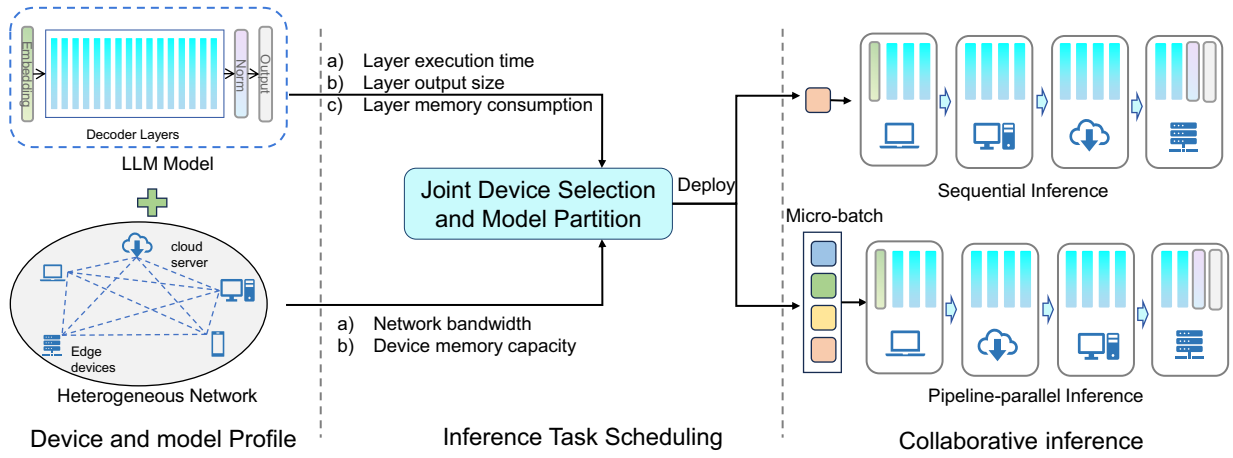 Embedding
Norm
Output
Decoder Layers
LLM Model
cloud
server
Edge
devices
Heterogeneous Network
Device and model Profile
a) Layer execution time
b) Layer output size
c) Layer memory consumption
Joint Device Selection
and Model Partition
Deploy
a) Network bandwidth
b) Device memory capacity
Inference Task Scheduling
Sequential Inference
Micro-batch
Pipeline-parallel Inference
Collaborative inference